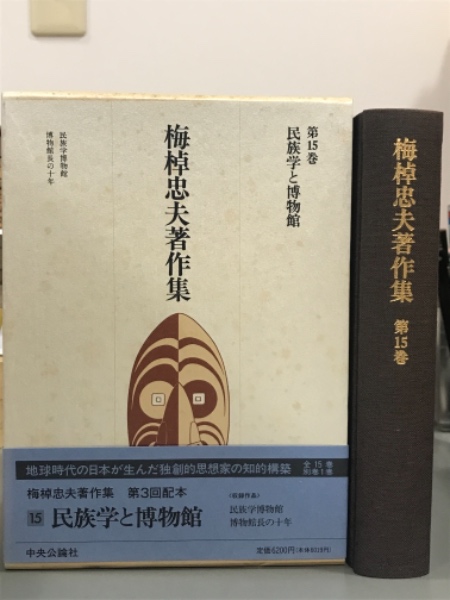 第15巻
民族学と博物館
梅棹忠夫著作集
民族学博物館
博物館長の十年
地球時代の日本が生んだ独創的思想家の知的構築
全15巻
別巻1巻
梅棹忠夫著作集 第3回配本
15 民族学と博物館
《収録作品》
民族学博物館
博物館長の十年
中央公論社
定価6200円
梅棹忠夫著作集 第15巻